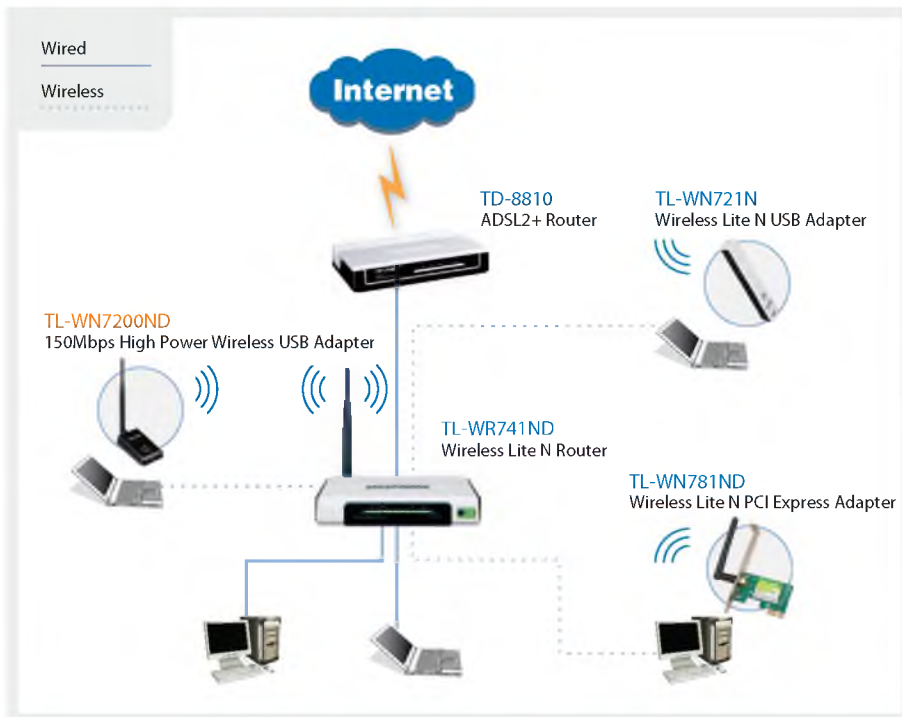 Wired
Wireless
Internet
TD-8810
ADSL2+ Router
TL-WN721N
Wireless Lite N USB Adapter
TL-WN7200ND
150Mbps High Power Wireless USB Adapter
TL-WR741ND
Wireless Lite N Router
TL-WN781ND
Wireless Lite N PCI Express Adapter